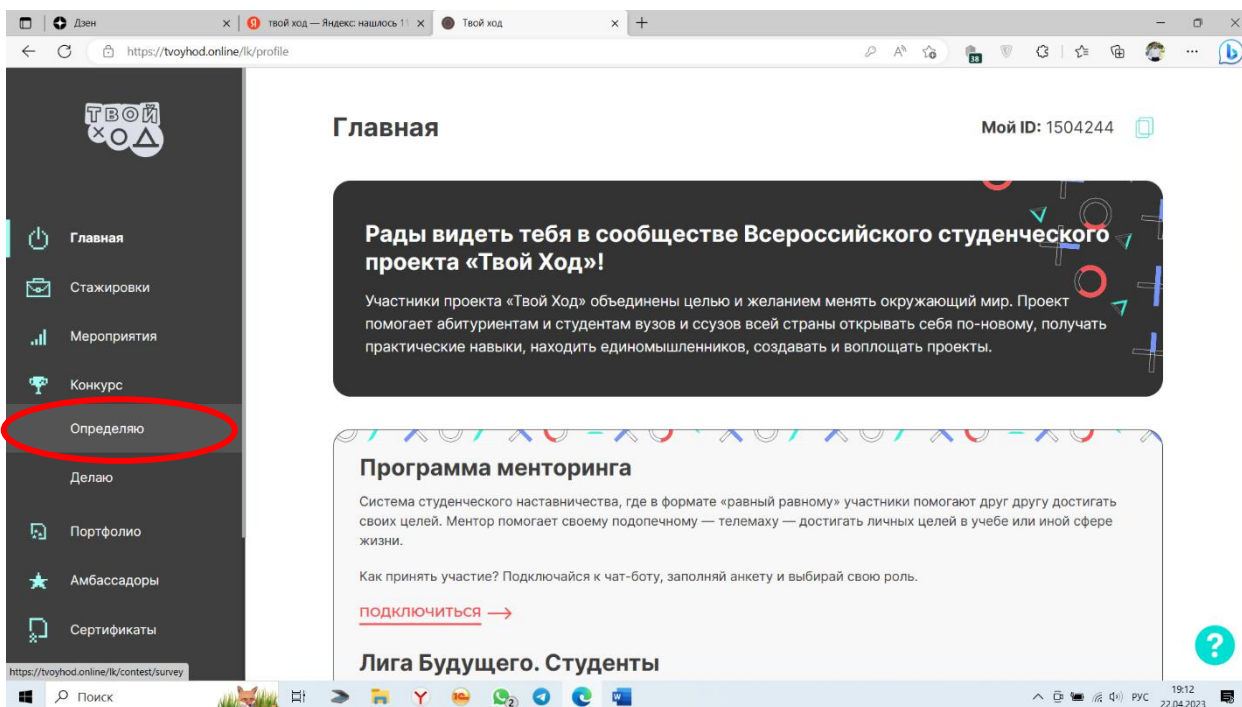 Дзен
твой ход — Яндекс: нашлось 11
Твой ход
https://tvoyhod.online/lk/profile
38
ТВОЙ
ХОД
Главная
Стажировки
Мероприятия
Конкурс
Определяю
Делаю
Портфолио
Амбассадоры
Сертификаты
https://tvoyhod.online/lk/contest/survey
Главная
Мой ID: 1504244
Рады видеть тебя в сообществе Всероссийского студенческого
проекта «Твой Ход»!
Участники проекта «Твой Ход» объединены целью и желанием менять окружающий мир. Проект
помогает абитуриентам и студентам вузов и ссузов всей страны открывать себя по-новому, получать
практические навыки, находить единомышленников, создавать и воплощать проекты.
Программа менторинга
Система студенческого наставничества, где в формате «равный равному» участники помогают друг другу достигать
своих целей. Ментор помогает своему подопечному — телемаху — достигать личных целей в учебе или иной сфере
жизни.
Как принять участие? Подключайся к чат-боту, заполняй анкету и выбирай свою роль.
ПОДКЛЮЧИТЬСЯ
Лига Будущего. Студенты
?
Поиск
2
РУС
19:12
22.04.2023